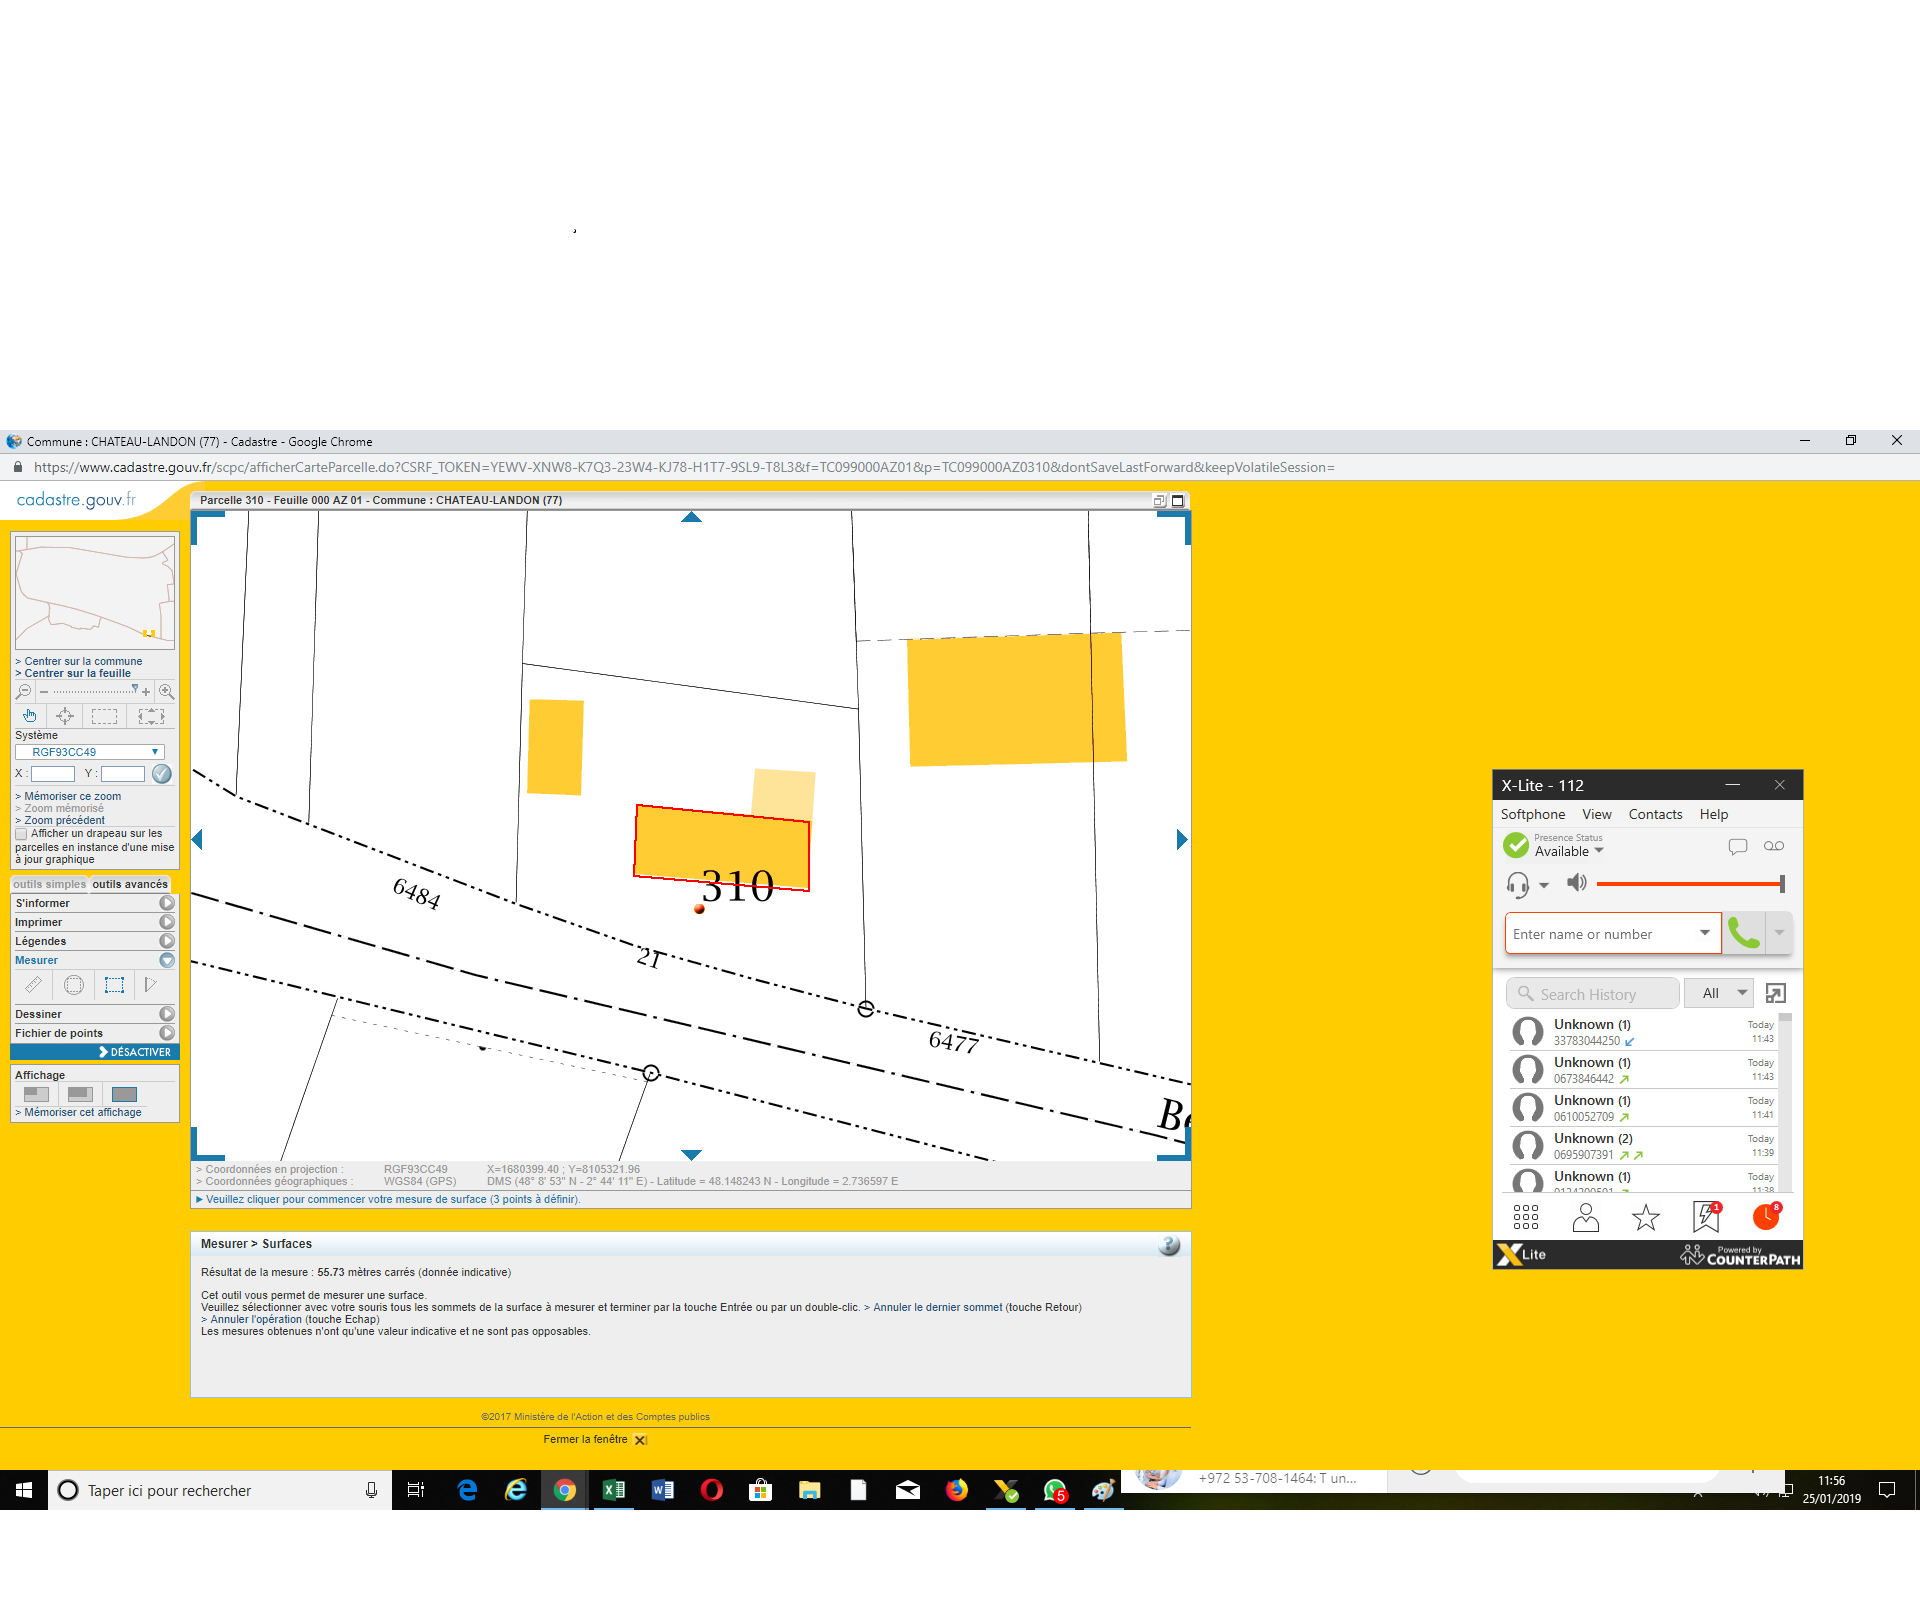 Commune : CHATEAU-LANDON (77) - Cadastre - Google Chrome
https://www.cadastre.gouv.fr/scpc/afficherCarteParcelle.do?CSRF_TOKEN=YEWV-XNW8-K7Q3-23W4-KJ78-H1T7-9SL9-T8L3&f=TC099000AZ01&p=TC099000AZ0310&dontSaveLastForward&keepVolatileSession=
cadastre.gouv.fr
Parcelle 310 - Feuille 000 AZ 01 - Commune : CHATEAU-LANDON (77)
> Centrer sur la commune
> Centrer sur la feuille
Système
RGF93CC49
X :
Y :
> Mémoriser ce zoom
> Zoom mémorisé
> Zoom précédent
Afficher un drapeau sur les
parcelles en instance d'une mise
à jour graphique
outils simples outils avancés
S'informer
Imprimer
Légendes
Mesurer
Dessiner
Fichier de points
DÉSACTIVER
Affichage
> Mémoriser cet affichage
6484
310
21
6477
Be
> Coordonnées en projection : RGF93CC49 X=1680399.40 ; Y=8105321.96
> Coordonnées géographiques : WGS84 (GPS) DMS (48° 8' 53" N - 2° 44' 11" E) - Latitude = 48.148243 N - Longitude = 2.736597 E
Veuillez cliquer pour commencer votre mesure de surface (3 points à définir).
Mesurer > Surfaces
?
Résultat de la mesure : 55.73 mètres carrés (donnée indicative)
Cet outil vous permet de mesurer une surface.
Veuillez sélectionner avec votre souris tous les sommets de la surface à mesurer et terminer par la touche Entrée ou par un double-clic. > Annuler le dernier sommet (touche Retour)
> Annuler l'opération (touche Echap)
Les mesures obtenues n'ont qu'une valeur indicative et ne sont pas opposables.
©2017 Ministère de l'Action et des Comptes publics
Fermer la fenêtre
X-Lite - 112
Softphone View Contacts Help
Presence Status
Available
Enter name or number
Search History
All
Unknown (1) Today
33783044250 11:43
Unknown (1) Today
0673846442 11:43
Unknown (1) Today
0610052709 11:41
Unknown (2) Today
0695907391 11:39
Unknown (1) Today
11:38
1
8
X Lite
Powered by
COUNTERPATH
Taper ici pour rechercher
5
+972 53-708-1464: T un...
11:56
25/01/2019